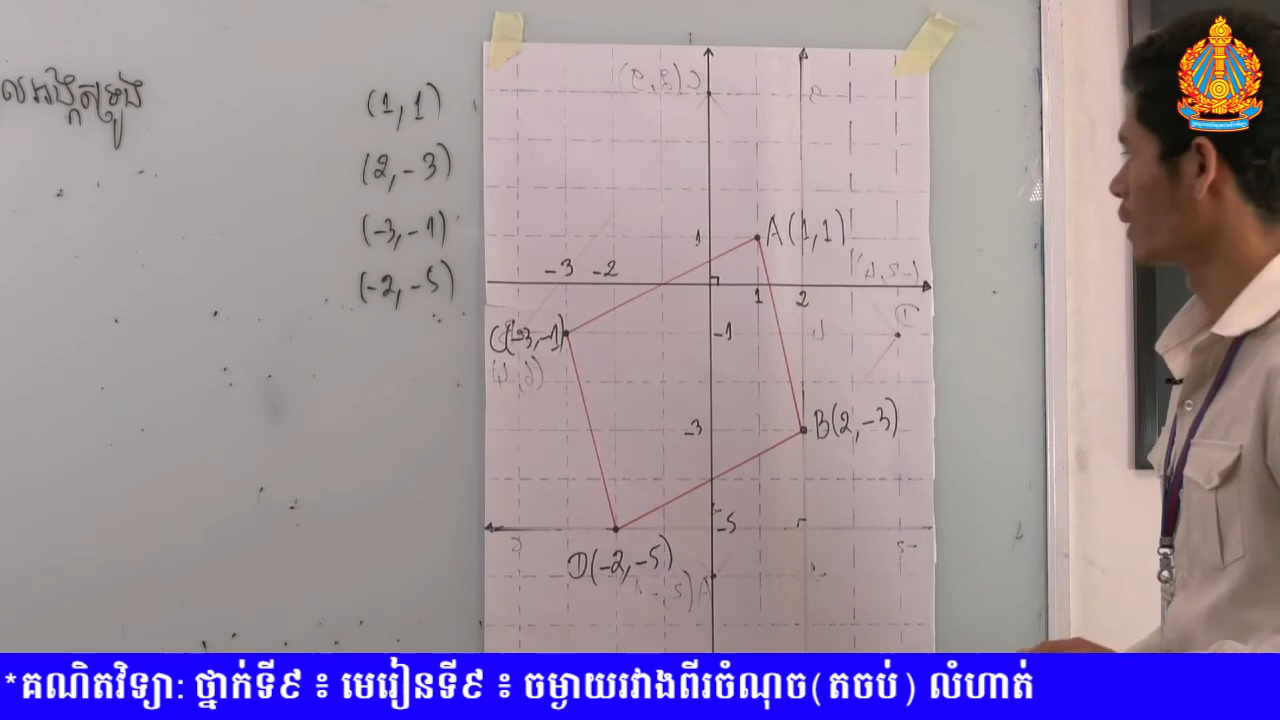 (1, 1)
(2, -3)
(-3, -1)
(-2, -5)
1
A(1,1)
-3 -2
1 2
C(-3,-1)
-1
-3
B(2,-3)
-5
D(-2,-5)
*គណិតវិទ្យា: ថ្នាក់ទី៩ ៖ មេរៀនទី៩ ៖ ចម្ងាយរវាងពីរចំណុច(តចប់) លំហាត់